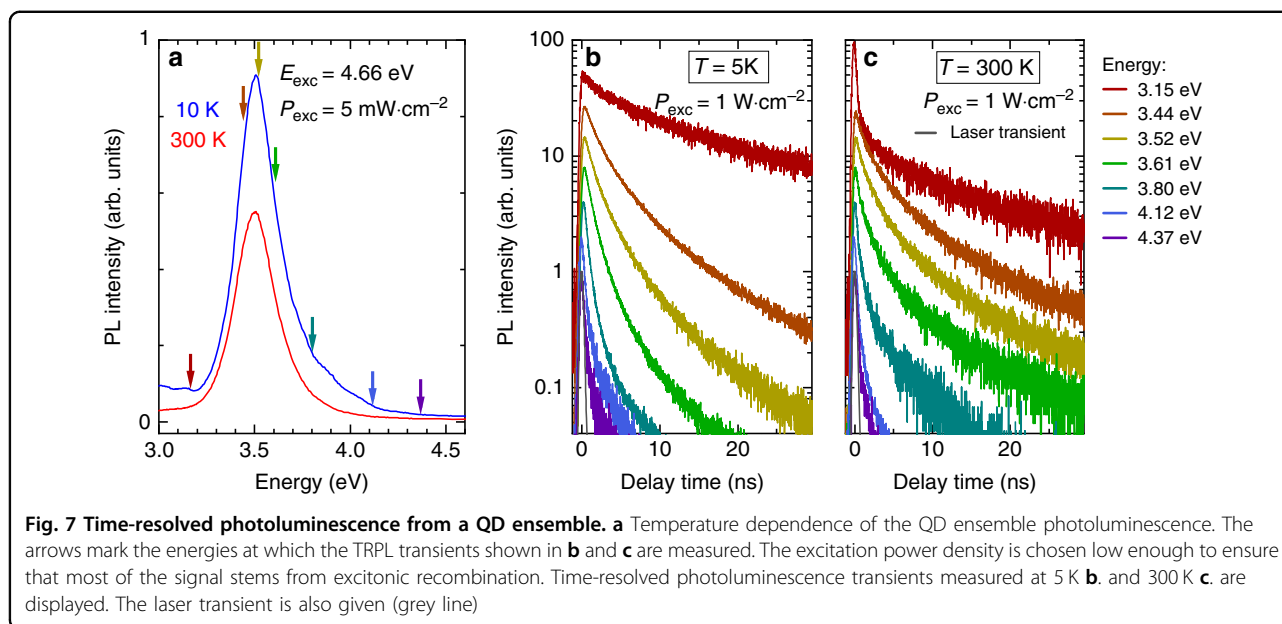 1
0
PL intensity (arb. units)
a
E_exc = 4.66 eV
P_exc = 5 mW·cm⁻²
10 K
300 K
3.0 3.5 4.0 4.5
Energy (eV)
100
10
1
0.1
PL intensity (arb. units)
b
T = 5K
P_exc = 1 W·cm⁻²
0 10 20
Delay time (ns)
c
T = 300 K
P_exc = 1 W·cm⁻²
Laser transient
0 10 20
Delay time (ns)
Energy:
3.15 eV
3.44 eV
3.52 eV
3.61 eV
3.80 eV
4.12 eV
4.37 eV
Fig. 7 Time-resolved photoluminescence from a QD ensemble. a Temperature dependence of the QD ensemble photoluminescence. The
arrows mark the energies at which the TRPL transients shown in b and c are measured. The excitation power density is chosen low enough to ensure
that most of the signal stems from excitonic recombination. Time-resolved photoluminescence transients measured at 5 K b. and 300 K c. are
displayed. The laser transient is also given (grey line)